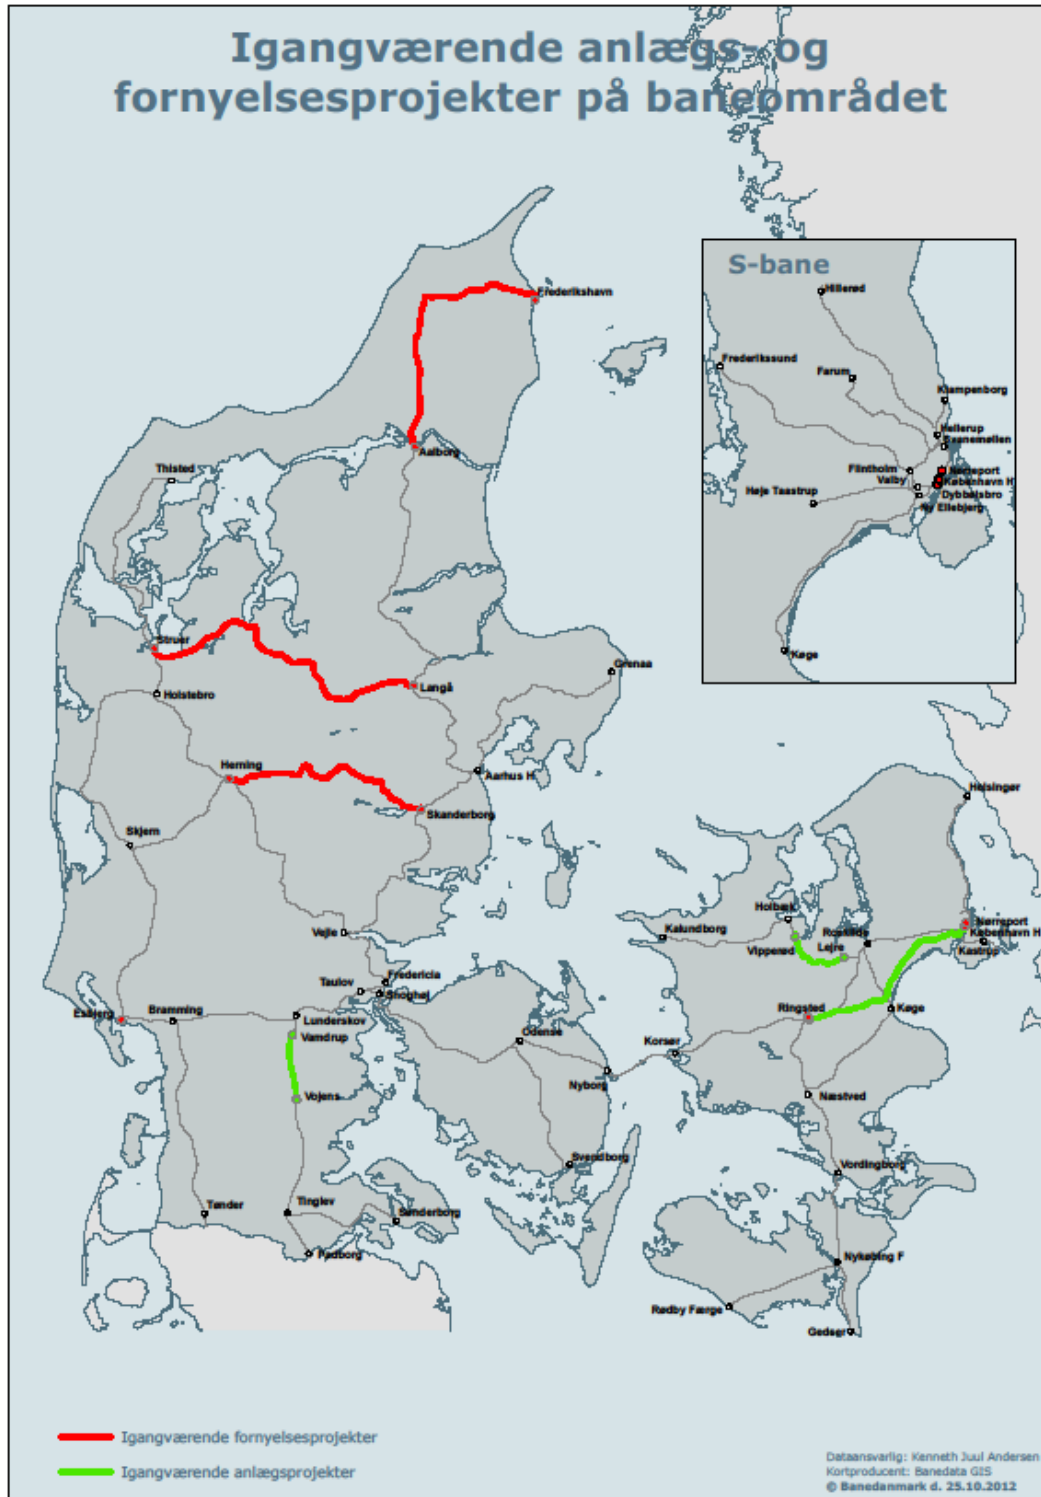 Igangværende anlægs- og
fornyelsesprojekter på baneområdet
S-bane
Hillerød
Frederikssund
Farum
Klampenborg
Hellerup
Svanemøllen
Flintholm
Nørreport
Valby
København H
Høje Taastrup
Dybbølsbro
Ny Ellebjerg
Køge
Frederikshavn
Aalborg
Thisted
Struer
Langå
Grenaa
Holstebro
Herning
Aarhus H
Skanderborg
Skjern
Helsingør
Vejle
Holbæk
Kalundborg
Nørreport
København H
Roskilde
Vipperød
Lejre
Kastrup
Fredericia
Taulov
Snoghøj
Esbjerg
Bramming
Lunderskov
Ringsted
Køge
Vamdrup
Odense
Korsør
Nyborg
Vojens
Næstved
Svendborg
Vordingborg
Tønder
Tinglev
Sønderborg
Padborg
Nykøbing F
Rødby Færge
Gedser
Igangværende fornyelsesprojekter
Igangværende anlægsprojekter
Dataansvarlig: Kenneth Juul Andersen
Kortproducent: Banedata GIS
© Banedanmark d. 25.10.2012